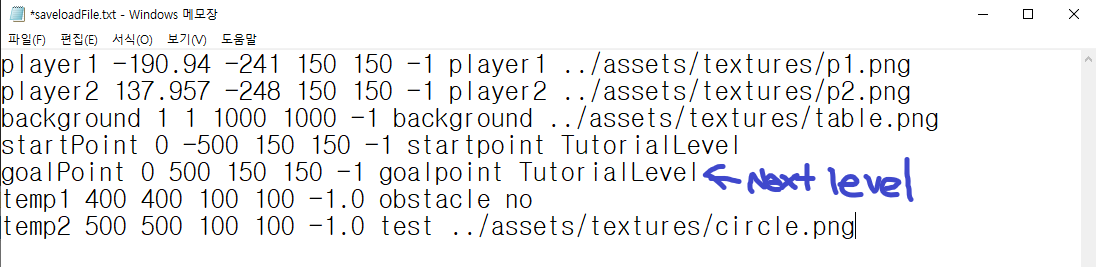 *saveloadFile.txt - Windows 메모장
파일(F) 편집(E) 서식(O) 보기(V) 도움말
player1 -190.94 -241 150 150 -1 player1 ../assets/textures/p1.png
player2 137.957 -248 150 150 -1 player2 ../assets/textures/p2.png
background 1 1 1000 1000 -1 background ../assets/textures/table.png
startPoint 0 -500 150 150 -1 startpoint TutorialLevel
goalPoint 0 500 150 150 -1 goalpoint TutorialLevel ← Next level
temp1 400 400 100 100 -1.0 obstacle no
temp2 500 500 100 100 -1.0 test ../assets/textures/circle.png